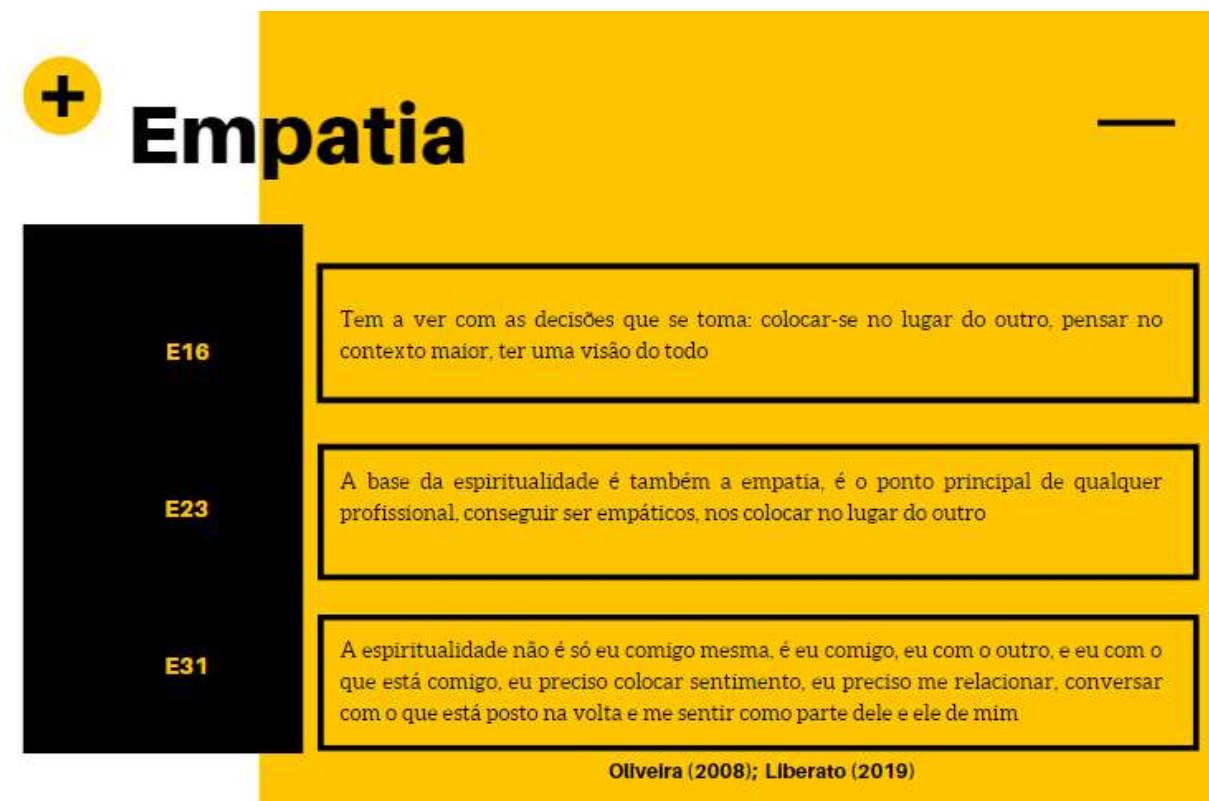 +
Empatia
E16
Tem a ver com as decisões que se toma: colocar-se no lugar do outro, pensar no
contexto maior, ter uma visão do todo
E23
A base da espiritualidade é também a empatia, é o ponto principal de qualquer
profissional, conseguir ser empáticos, nos colocar no lugar do outro
E31
A espiritualidade não é só eu comigo mesma, é eu comigo, eu com o outro, e eu com o
que está comigo, eu preciso colocar sentimento, eu preciso me relacionar, conversar
com o que está posto na volta e me sentir como parte dele e ele de mim
Oliveira (2008); Liberato (2019)